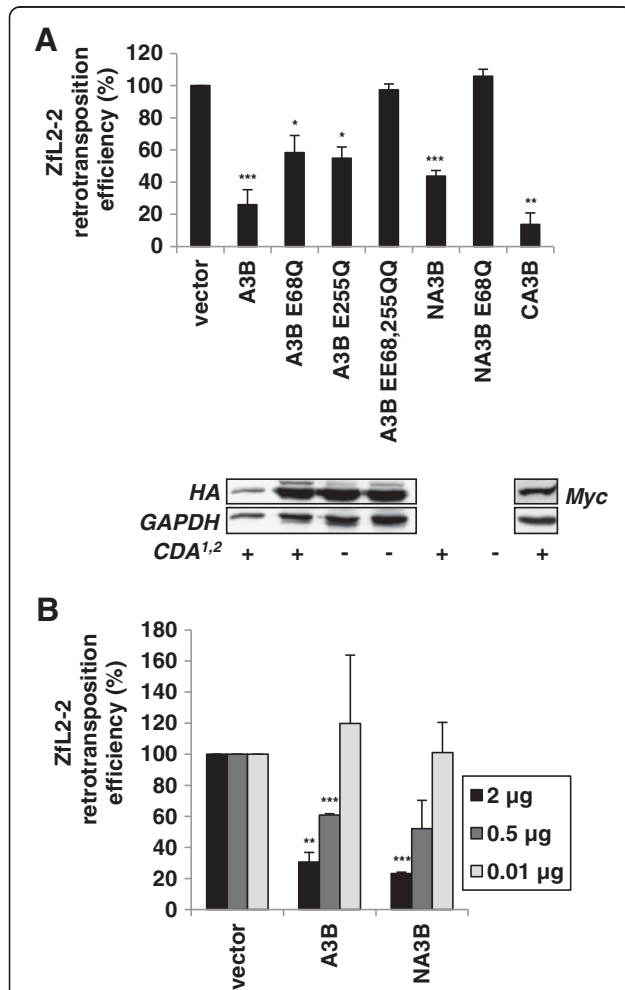 A
ZfL2-2
retrotransposition
efficiency (%)
120
100
80
60
40
20
0
***
*
*
***
**
vector
A3B
A3B E68Q
A3B E255Q
A3B EE68,255QQ
NA3B
NA3B E68Q
CA3B
HA
Myc
GAPDH
CDA1,2
+ + - - + - +
B
ZfL2-2
retrotransposition
efficiency (%)
180
160
140
120
100
80
60
40
20
0
**
***
***
vector
A3B
NA3B
2 µg
0.5 µg
0.01 µg